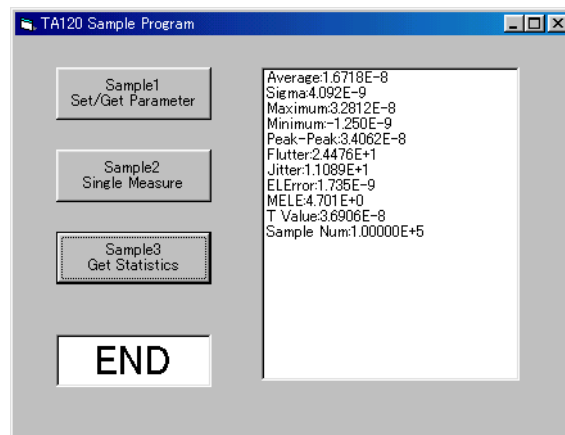 TA120 Sample Program
Sample1
Set/Get Parameter
Sample2
Single Measure
Sample3
Get Statistics
END
Average:1.6718E-8
Sigma:4.092E-9
Maximum:3.2812E-8
Minimum:-1.250E-9
Peak-Peak:3.4062E-8
Flutter:2.4476E+1
Jitter:1.1089E+1
ELError:1.735E-9
MELE:4.701E+0
T Value:3.6906E-8
Sample Num:1.00000E+5